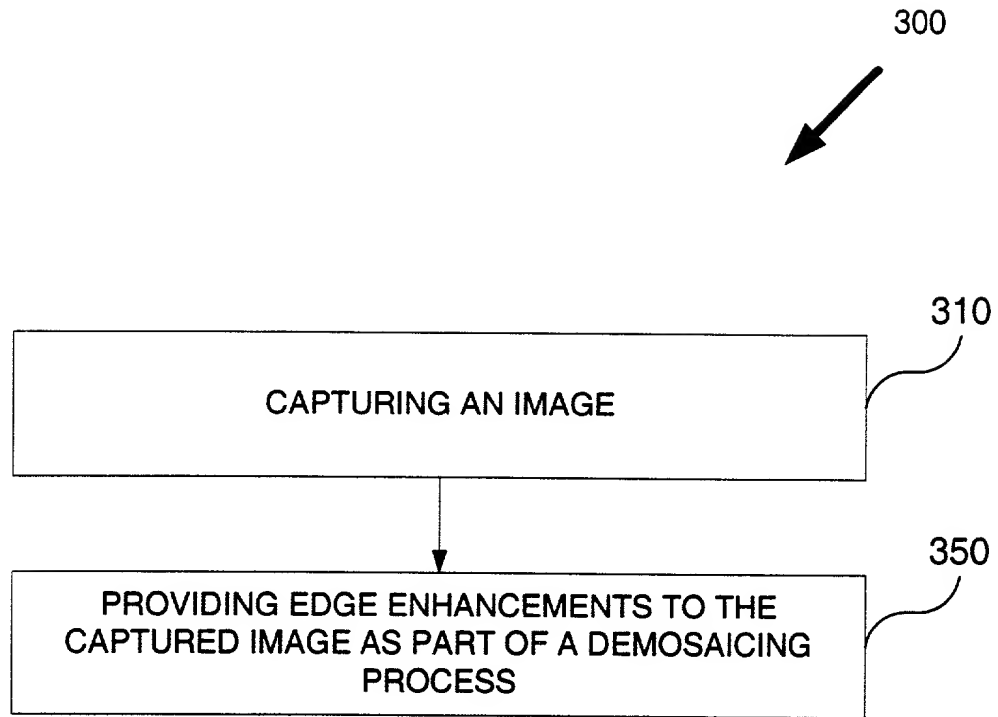 300
310
CAPTURING AN IMAGE
350
PROVIDING EDGE ENHANCEMENTS TO THE
CAPTURED IMAGE AS PART OF A DEMOSAICING
PROCESS